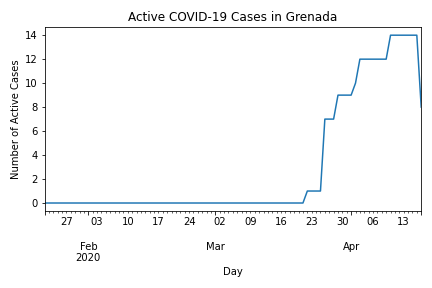 Active COVID-19 Cases in Grenada
14
12
10
8
6
4
2
0
Number of Active Cases
27 03 10 17 24 02 09 16 23 30 06 13
Feb Mar Apr
2020
Day